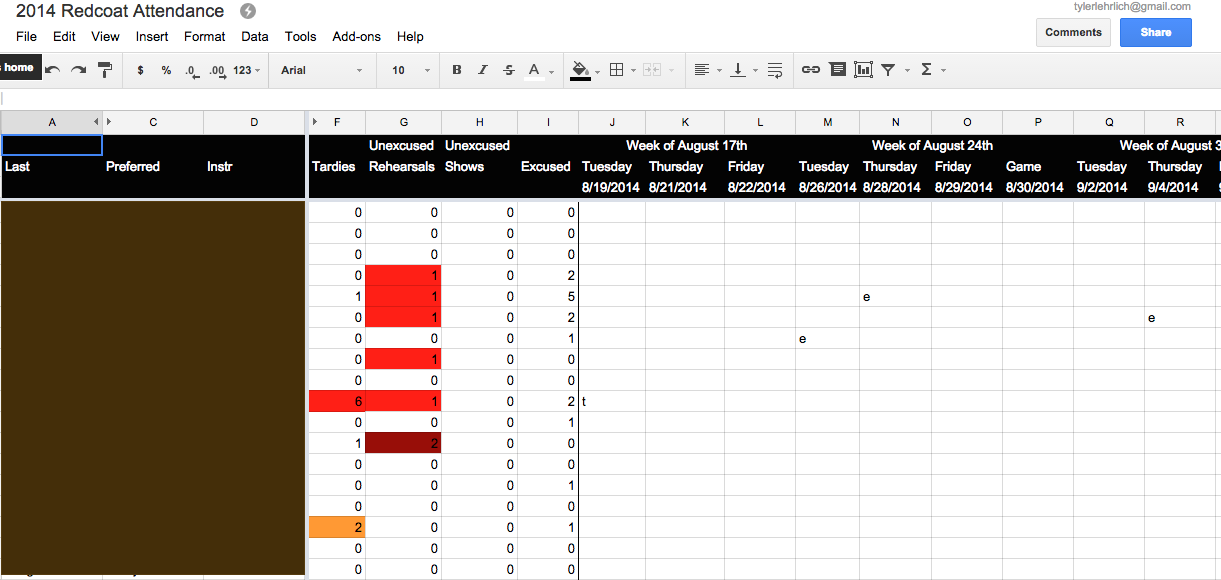 2014 Redcoat Attendance
tylerlehrlich@gmail.com
File Edit View Insert Format Data Tools Add-ons Help
Comments Share
home $ % .0 .00 123 Arial 10 B I S A Σ
A C D F G H I J K L M N O P Q R
Unexcused Unexcused Week of August 17th Week of August 24th Week of August 3
Last Preferred Instr Tardies Rehearsals Shows Excused Tuesday Thursday Friday Tuesday Thursday Friday Game Tuesday Thursday
8/19/2014 8/21/2014 8/22/2014 8/26/2014 8/28/2014 8/29/2014 8/30/2014 9/2/2014 9/4/2014
0 0 0 0
0 0 0 0
0 0 0 0
0 1 0 2
1 1 0 5 e
0 1 0 2 e
0 0 0 1 e
0 1 0 0
0 0 0 0
6 1 0 2 t
0 0 0 1
1 2 0 0
0 0 0 0
0 0 0 1
0 0 0 0
2 0 0 1
0 0 0 0
0 0 0 0